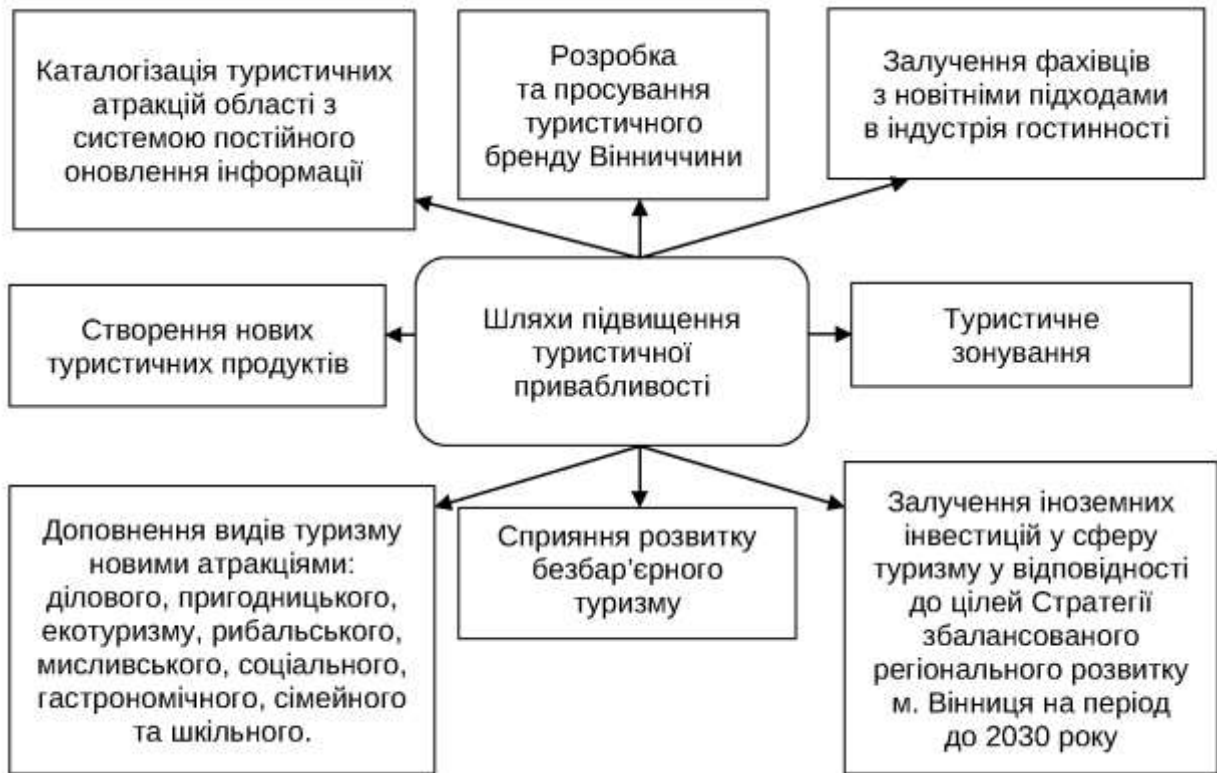 Каталогізація туристичних
атракцій області з
системою постійного
оновлення інформації
Розробка
та просування
туристичного
бренду Вінниччини
Залучення фахівців
з новітніми підходами
в індустрія гостинності
Створення нових
туристичних продуктів
Шляхи підвищення
туристичної
привабливості
Туристичне
зонування
Доповнення видів туризму
новими атракціями:
ділового, пригодницького,
екотуризму, рибальського,
мисливського, соціального,
гастрономічного, сімейного
та шкільного.
Сприяння розвитку
безбар’єрного
туризму
Залучення іноземних
інвестицій у сферу
туризму у відповідності
до цілей Стратегії
збалансованого
регіонального розвитку
м. Вінниця на період
до 2030 року